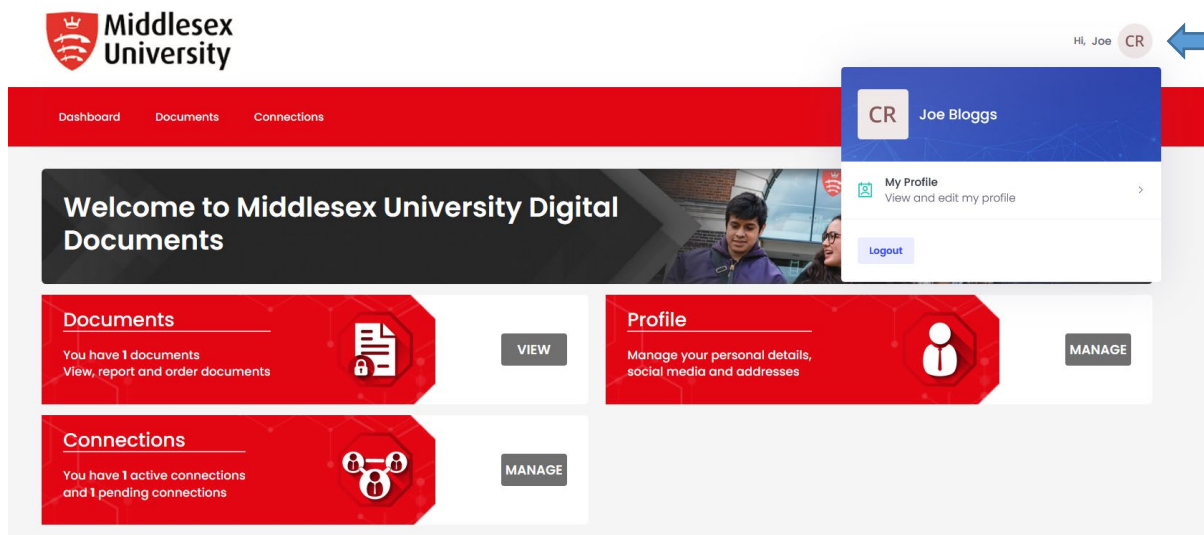 Middlesex
University
Hi, Joe CR
Dashboard Documents Connections
CR Joe Bloggs
My Profile
View and edit my profile
Logout
Welcome to Middlesex University Digital
Documents
Documents
You have 1 documents
View, report and order documents
VIEW
Profile
Manage your personal details,
social media and addresses
MANAGE
Connections
You have 1 active connections
and 1 pending connections
MANAGE